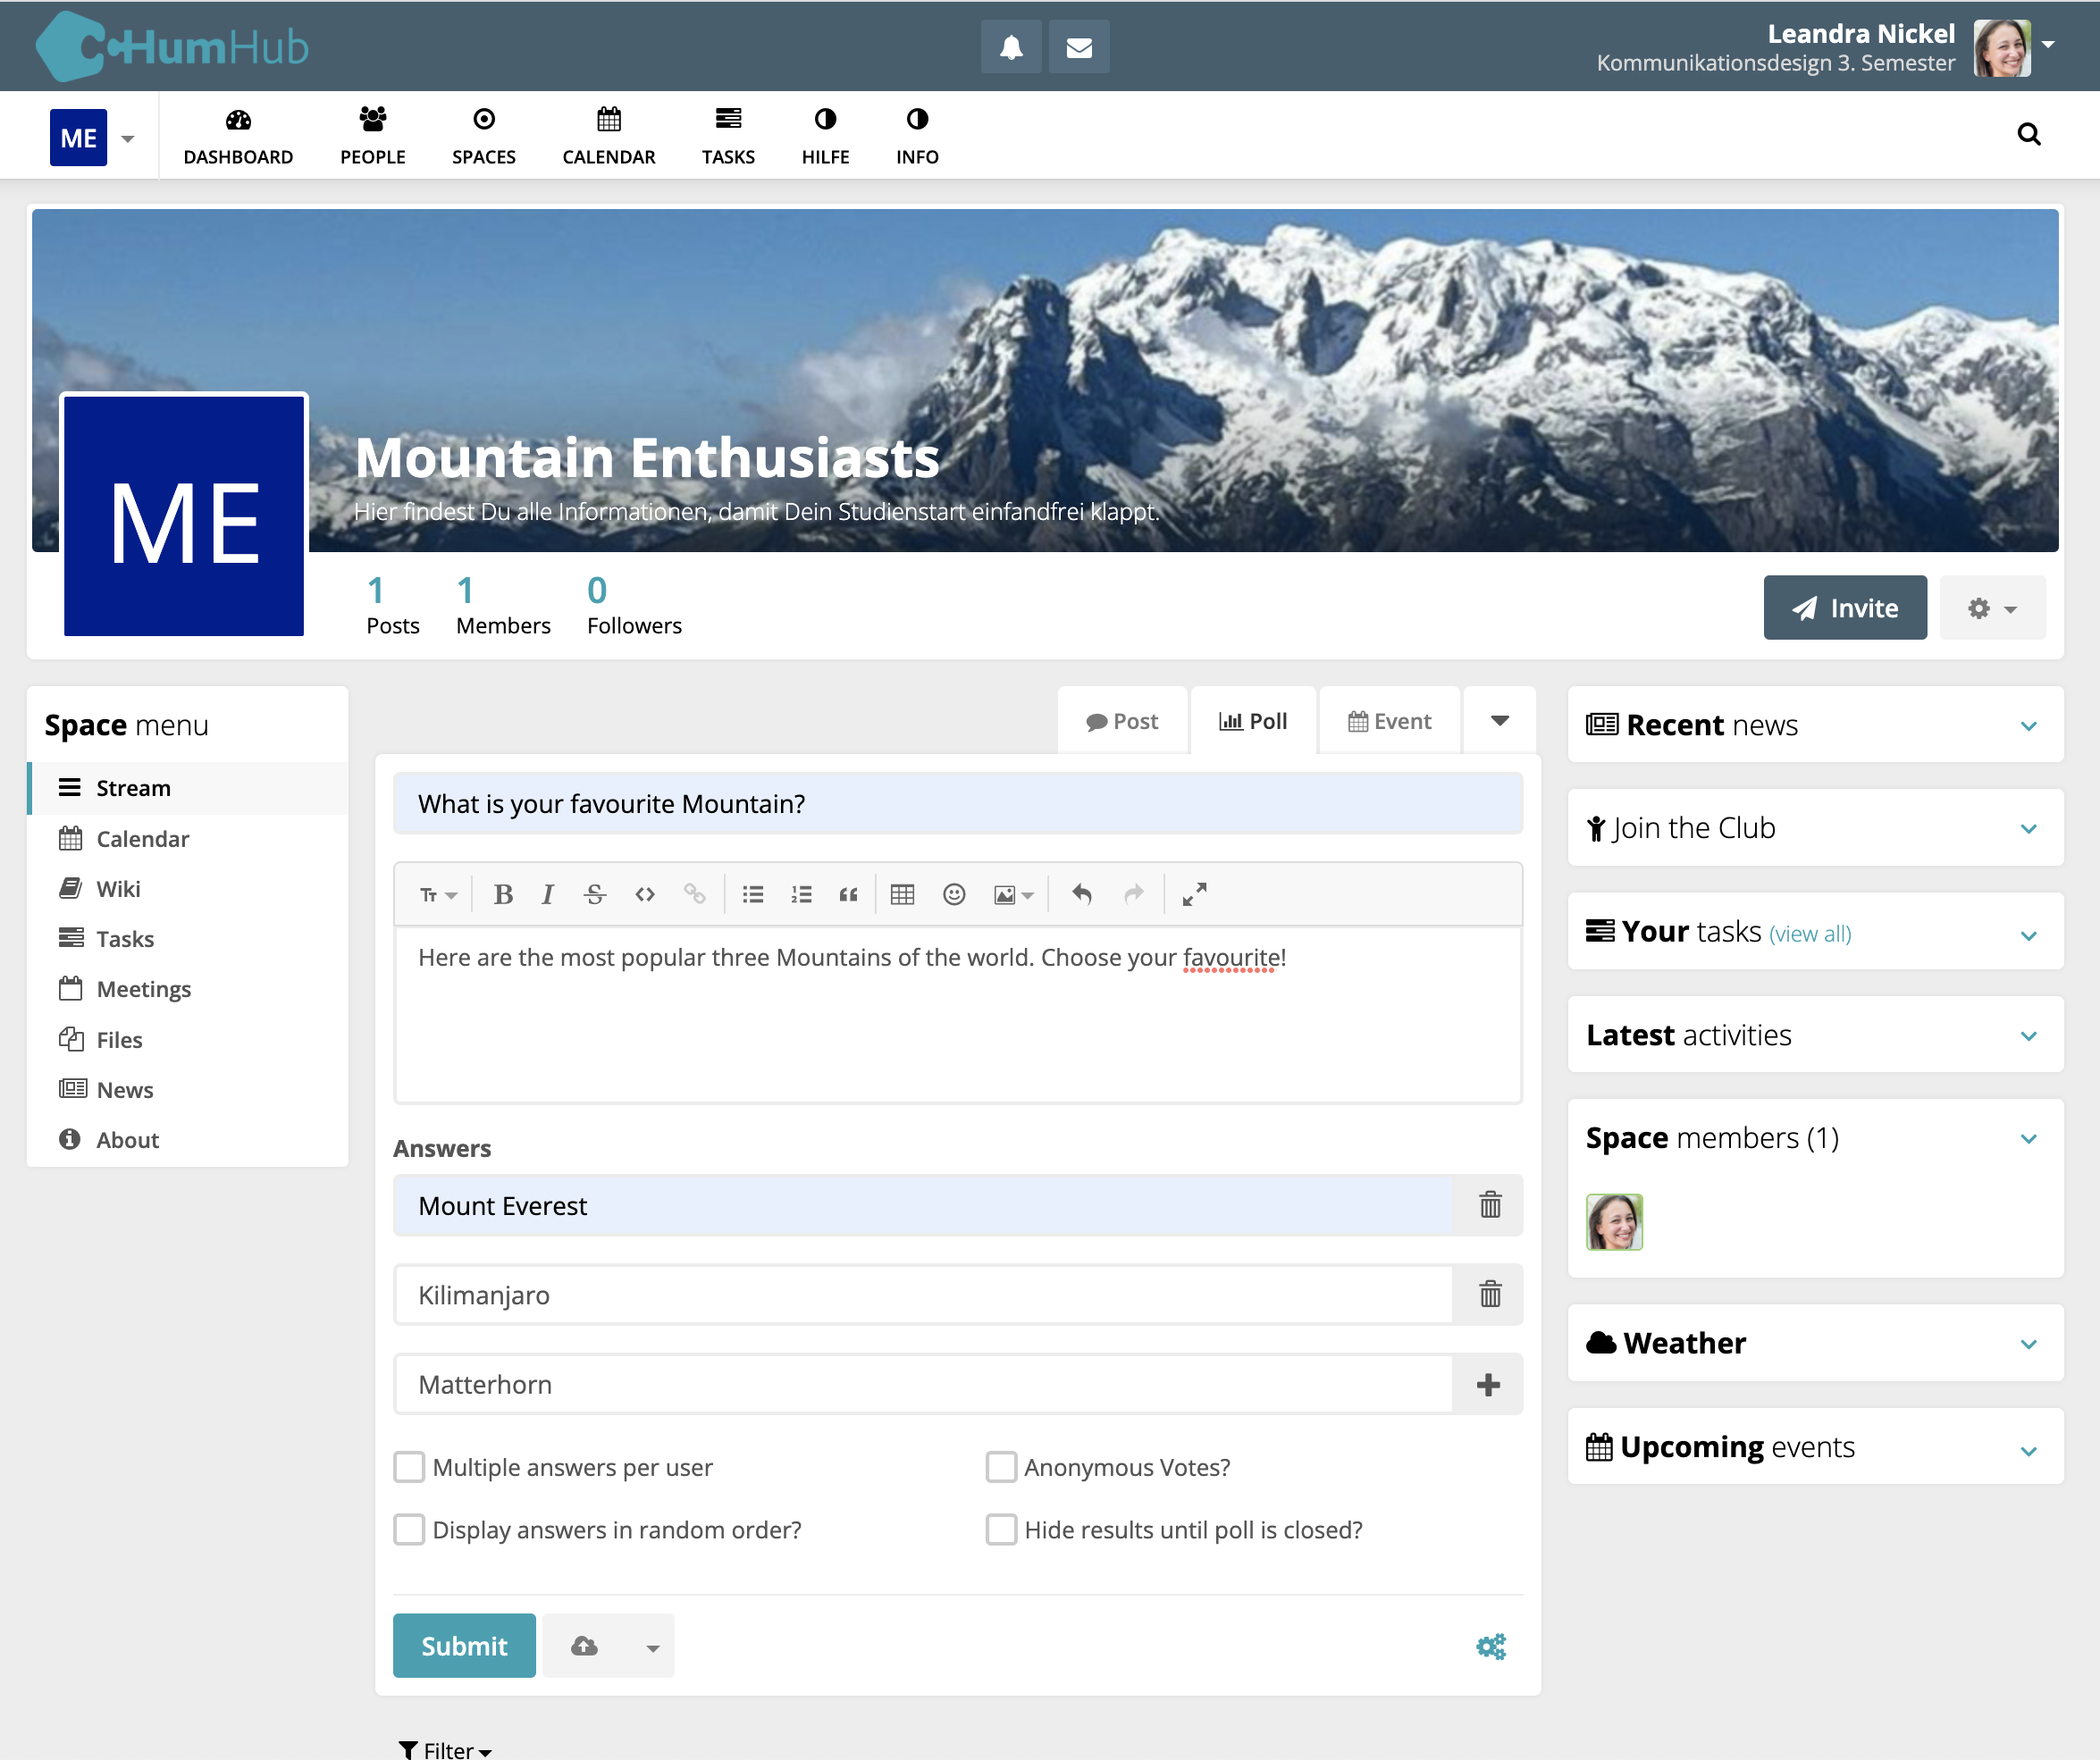 HumHub
Leandra Nickel
Kommunikationsdesign 3. Semester
ME
DASHBOARD
PEOPLE
SPACES
CALENDAR
TASKS
HILFE
INFO
Mountain Enthusiasts
Hier findest Du alle Informationen, damit Dein Studienstart einfandfrei klappt.
ME
1
Posts
1
Members
0
Followers
Invite
Space menu
Stream
Calendar
Wiki
Tasks
Meetings
Files
News
About
Post
Poll
Event
What is your favourite Mountain?
Here are the most popular three Mountains of the world. Choose your favourite!
Answers
Mount Everest
Kilimanjaro
Matterhorn
Multiple answers per user
Anonymous Votes?
Display answers in random order?
Hide results until poll is closed?
Submit
Filter
Recent news
Join the Club
Your tasks (view all)
Latest activities
Space members (1)
Weather
Upcoming events